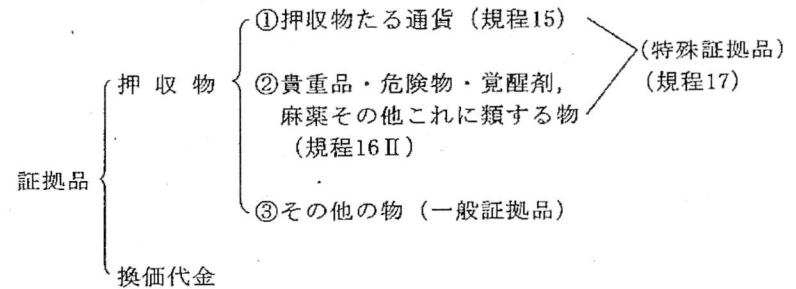 ①押収物たる通貨（規程15）
（特殊証拠品）
（規程17）
押収物
②貴重品・危険物・覚醒剤，
麻薬その他これに類する物
（規程16Ⅱ）
証拠品
③その他の物（一般証拠品）
換価代金